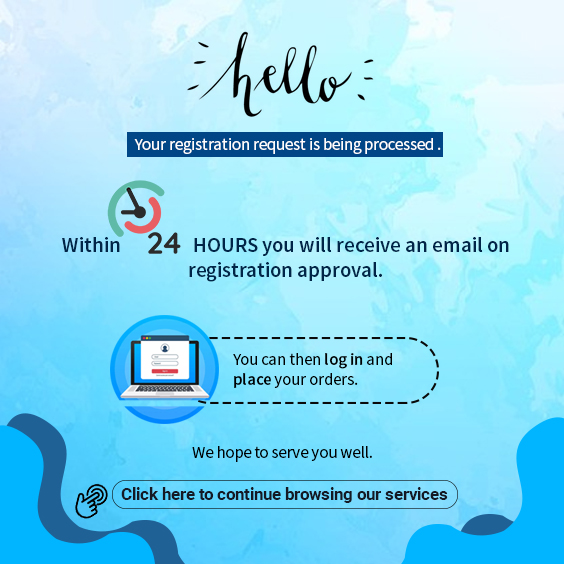 hello
Your registration request is being processed .
Within 24 HOURS you will receive an email on
registration approval.
You can then log in and
place your orders.
We hope to serve you well.
Click here to continue browsing our services